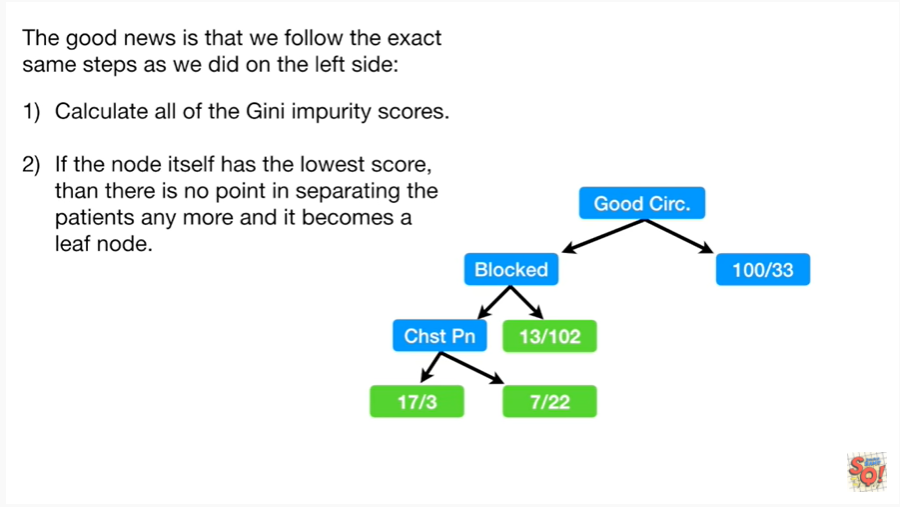 The good news is that we follow the exact
same steps as we did on the left side:
1) Calculate all of the Gini impurity scores.
2) If the node itself has the lowest score,
than there is no point in separating the
patients any more and it becomes a
leaf node.
Good Circ.
Blocked
100/33
Chst Pn
13/102
17/3
7/22
SQ!